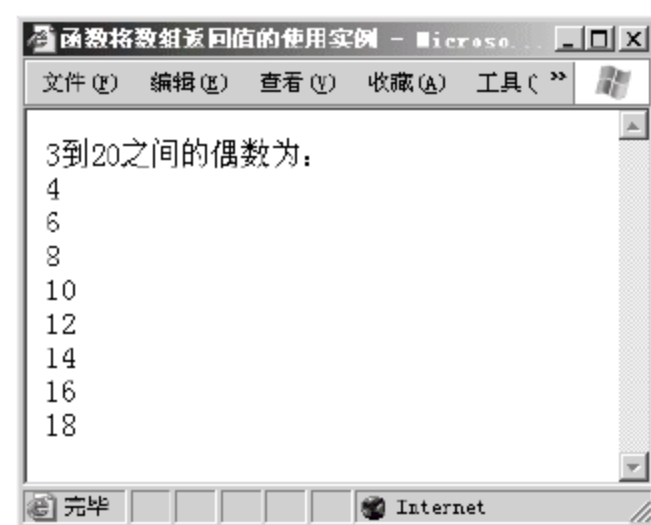 函数将数组返回值的使用实例 - Microso...
文件(F) 编辑(E) 查看(V) 收藏(A) 工具( »
3到20之间的偶数为：
4
6
8
10
12
14
16
18
完毕 Internet